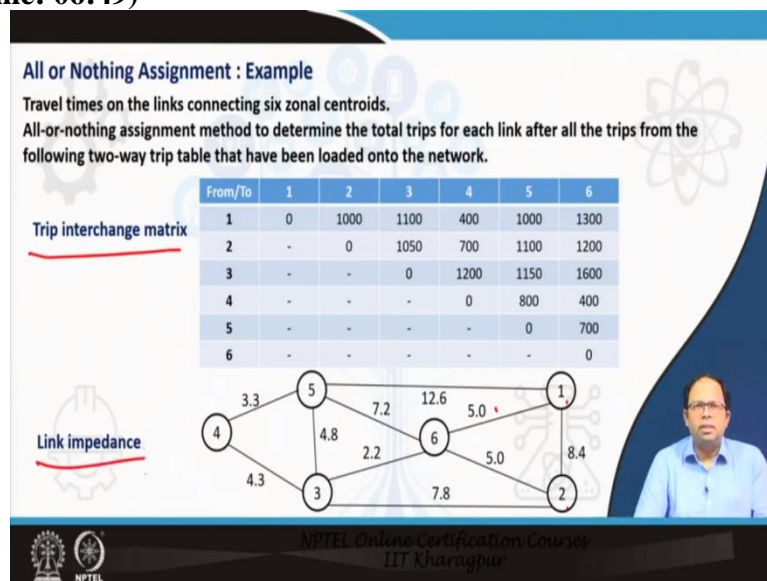 All or Nothing Assignment : Example
Travel times on the links connecting six zonal centroids.
All-or-nothing assignment method to determine the total trips for each link after all the trips from the
following two-way trip table that have been loaded onto the network.
Trip interchange matrix
From/To 1 2 3 4 5 6
1 0 1000 1100 400 1000 1300
2 - 0 1050 700 1100 1200
3 - - 0 1200 1150 1600
4 - - - 0 800 400
5 - - - - 0 700
6 - - - - - 0
Link impedance
5 1
3.3 12.6
7.2 5.0
4 4.8 6
2.2 5.0 8.4
4.3 7.8
3 2
NPTEL Online Certification Courses
IIT Kharagpur
NPTEL